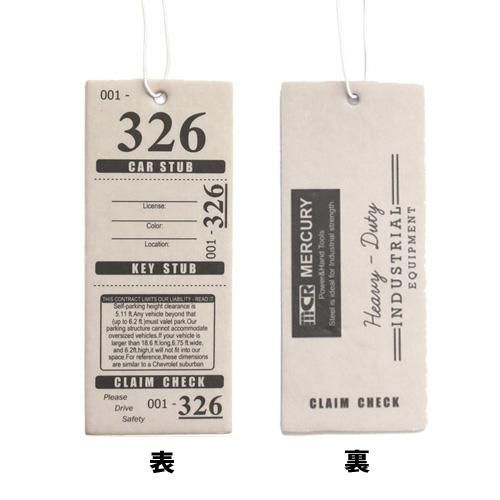 001 -
326
CAR STUB
License:
Color:
Location:
001 - 326
KEY STUB
THIS CONTRACT LIMITS OUR LIABILITY - READ IT
Self-parking height clearance is
5.11 ft.Any vehicle beyond that
(up to 6.2 ft.)must valet park.Our
parking structure cannot accommodate
oversized vehicles.If your vehicle is
larger than 18.6 ft.long,6.75 ft.wide,
and 6.2ft.high,it will not fit into our
space.For reference,these dimensions
are similar to a Chevrolet suburban
CLAIM CHECK
Please
Drive
Safety
001 - 326
表
MCR MERCURY
Power&Hand Tools
Steel is ideal for Industrial strength.
Heavy - Duty
INDUSTRIAL
EQUIPMENT
CLAIM CHECK
裏